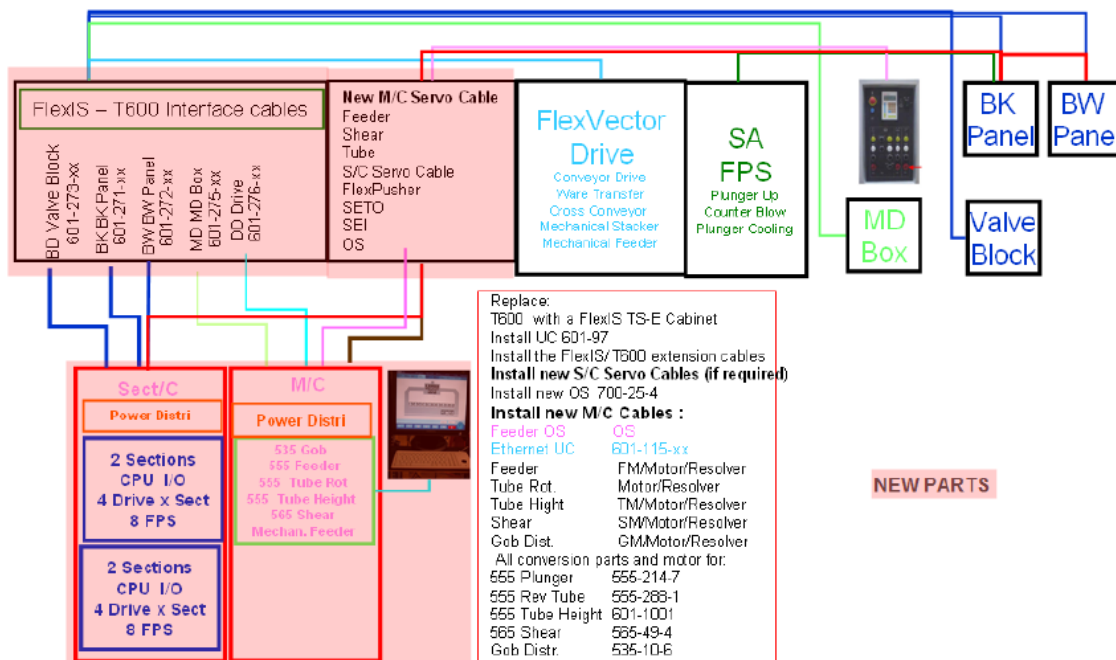 FlexIS – T600 Interface cables
BD Valve Block
601-273-xx
BK BK Panel
601-271-xx
BW BW Panel
601-272-xx
MD MD Box
601-275-xx
DD Drive
601-276-xx
New M/C Servo Cable
Feeder
Shear
Tube
S/C Servo Cable
FlexPusher
SETO
SEI
OS
FlexVector
Drive
Conveyor Drive
Ware Transfer
Cross Conveyor
Mechanical Stacker
Mechanical Feeder
SA
FPS
Plunger Up
Counter Blow
Plunger Cooling
MD
Box
BK
Panel
BW
Panel
Valve
Block
Sect/C
Power Distri
2 Sections
CPU I/O
4 Drive x Sect
8 FPS
2 Sections
CPU I/O
4 Drive x Sect
8 FPS
M/C
Power Distri
535 Gob
555 Feeder
555 Tube Rot
555 Tube Height
565 Shear
Mechan. Feeder
Replace:
T600 with a FlexIS TS-E Cabinet
Install UC 601-97
Install the FlexIS/T600 extension cables
Install new S/C Servo Cables (if required)
Install new OS 700-25-4
Install new M/C Cables :
Feeder OS OS
Ethernet UC 601-115-xx
Feeder FM/Motor/Resolver
Tube Rot. Motor/Resolver
Tube Hight TM/Motor/Resolver
Shear SM/Motor/Resolver
Gob Dist. GM/Motor/Resolver
All conversion parts and motor for:
555 Plunger 555-214-7
555 Rev Tube 555-288-1
555 Tube Height 601-1001
565 Shear 565-49-4
Gob Distr. 535-10-6
NEW PARTS